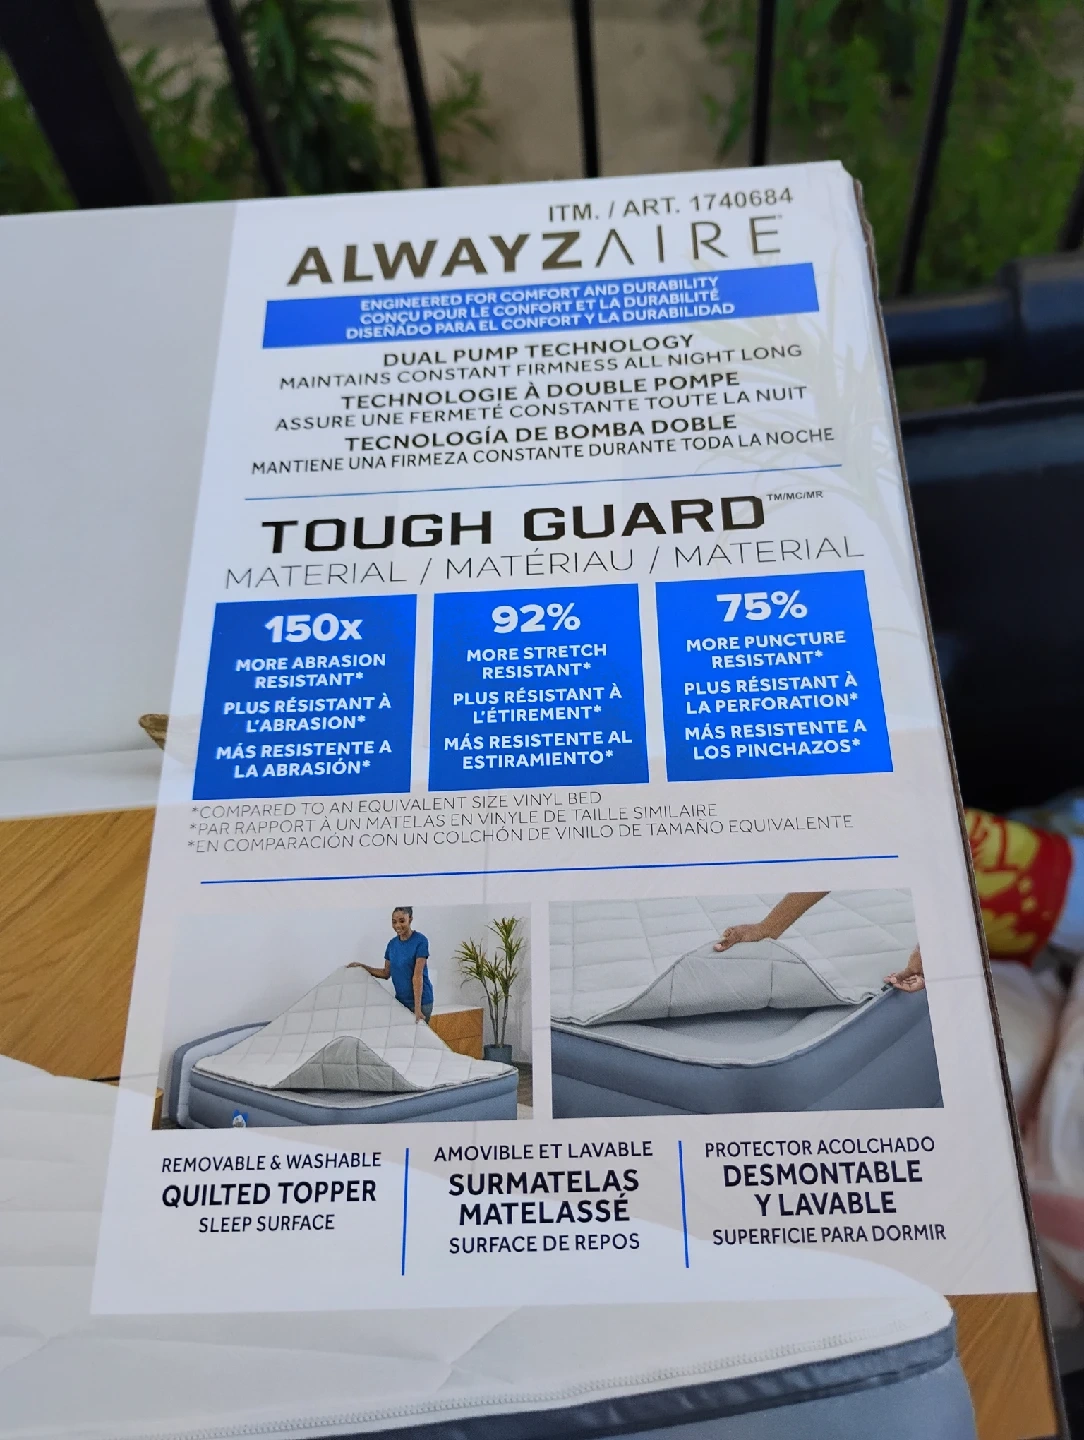 ITM. / ART. 1740684
ALWAYZAIRE
ENGINEERED FOR COMFORT AND DURABILITY
CONÇU POUR LE CONFORT ET LA DURABILITÉ
DISEÑADO PARA EL CONFORT Y LA DURABILIDAD
DUAL PUMP TECHNOLOGY
MAINTAINS CONSTANT FIRMNESS ALL NIGHT LONG
TECHNOLOGIE À DOUBLE POMPE
ASSURE UNE FERMETÉ CONSTANTE TOUTE LA NUIT
TECNOLOGÍA DE BOMBA DOBLE
MANTIENE UNA FIRMEZA CONSTANTE DURANTE TODA LA NOCHE
TOUGH GUARD TM/MC/MR
MATERIAL / MATÉRIAU / MATERIAL
150x
MORE ABRASION
RESISTANT*
PLUS RÉSISTANT À
L'ABRASION*
MÁS RESISTENTE A
LA ABRASIÓN*
92%
MORE STRETCH
RESISTANT*
PLUS RÉSISTANT À
L'ÉTIREMENT*
MÁS RESISTENTE AL
ESTIRAMIENTO*
75%
MORE PUNCTURE
RESISTANT*
PLUS RÉSISTANT À
LA PERFORATION*
MÁS RESISTENTE A
LOS PINCHAZOS*
*COMPARED TO AN EQUIVALENT SIZE VINYL BED
*PAR RAPPORT À UN MATELAS EN VINYLE DE TAILLE SIMILAIRE
*EN COMPARACIÓN CON UN COLCHÓN DE VINILO DE TAMAÑO EQUIVALENTE
REMOVABLE & WASHABLE
QUILTED TOPPER
SLEEP SURFACE
AMOVIBLE ET LAVABLE
SURMATELAS
MATELASSÉ
SURFACE DE REPOS
PROTECTOR ACOLCHADO
DESMONTABLE
Y LAVABLE
SUPERFICIE PARA DORMIR